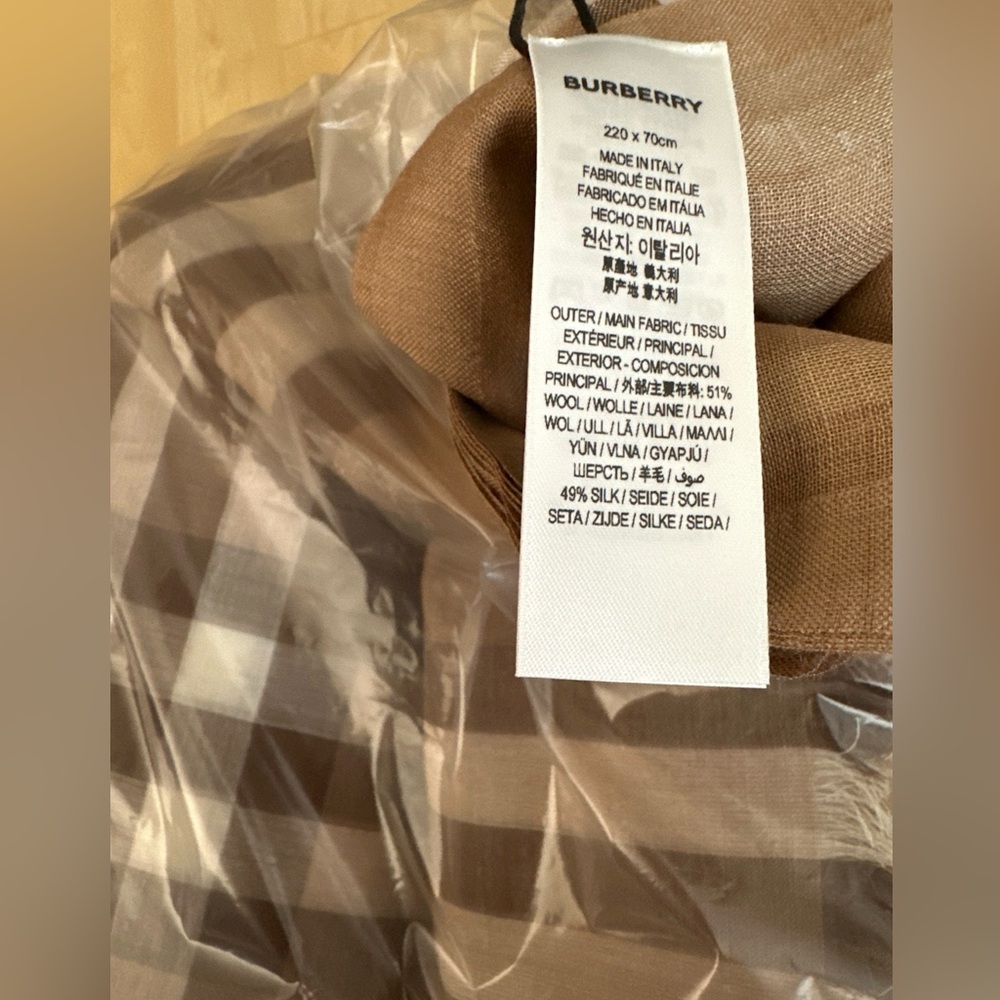 BURBERRY
220 x 70cm
MADE IN ITALY
FABRIQUÉ EN ITALIE
FABRICADO EM ITÁLIA
HECHO EN ITALIA
원산지: 이탈리아
原產地 義大利
原产地 意大利
OUTER / MAIN FABRIC / TISSU
EXTÉRIEUR / PRINCIPAL /
EXTERIOR - COMPOSICION
PRINCIPAL / 外部/主要布料: 51%
WOOL / WOLLE / LAINE / LANA /
WOL / ULL / LÃ / VILLA / ΜΑΛΛΙ /
YÜN / VLNA / GYAPJÚ /
ШЕРСТЬ / 羊毛 / صوف /
49% SILK / SEIDE / SOIE /
SETA / ZIJDE / SILKE / SEDA /